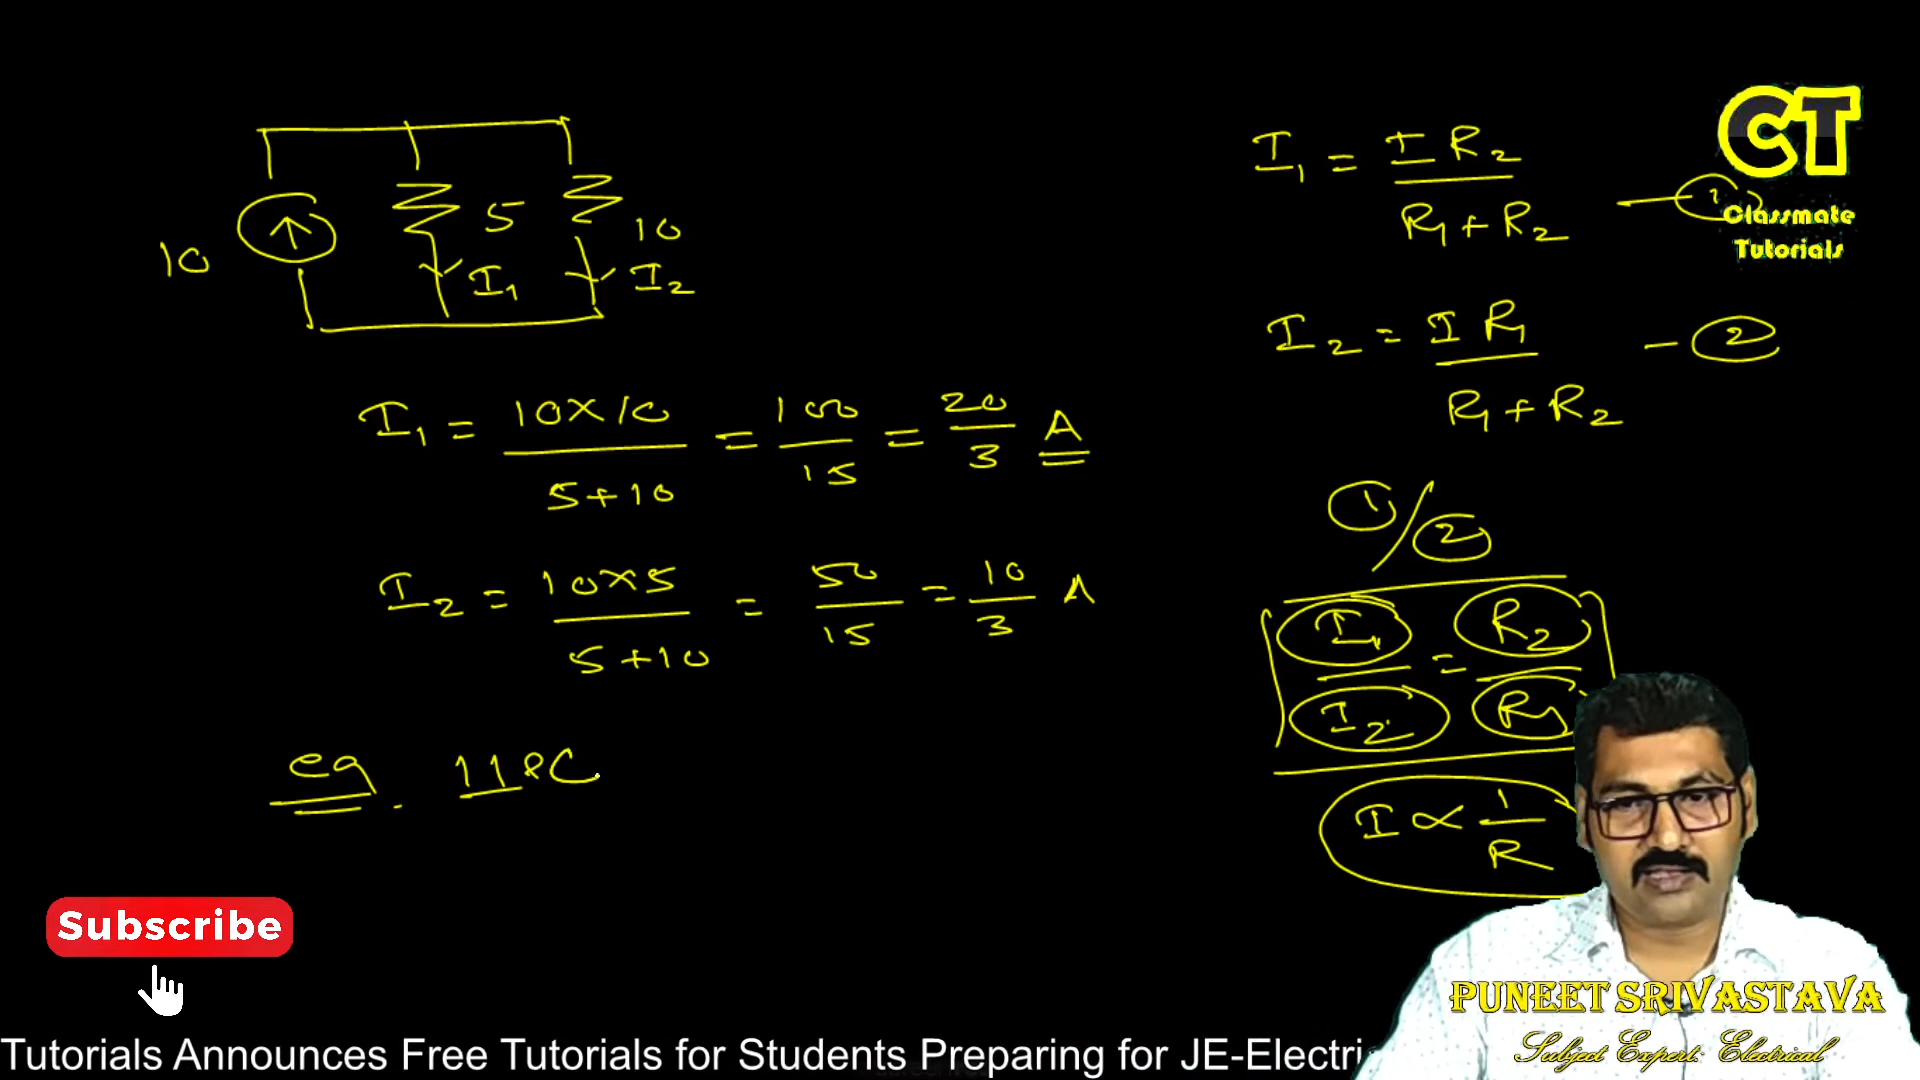 10
5
10
I1
I2
I1 = 10×10 / 5+10 = 100 / 15 = 20 / 3 A
I2 = 10×5 / 5+10 = 50 / 15 = 10 / 3 A
eq.
I1 = I R2 / R1+R2 — 1
I2 = I R1 / R1+R2 — 2
1 / 2
I1 / I2 = R2 / R1
I ∝ 1 / R
CT
Classmate
Tutorials
Subscribe
PUNEET SRIVASTAVA
Subject Expert: Electrical
Tutorials Announces Free Tutorials for Students Preparing for JE-Electri